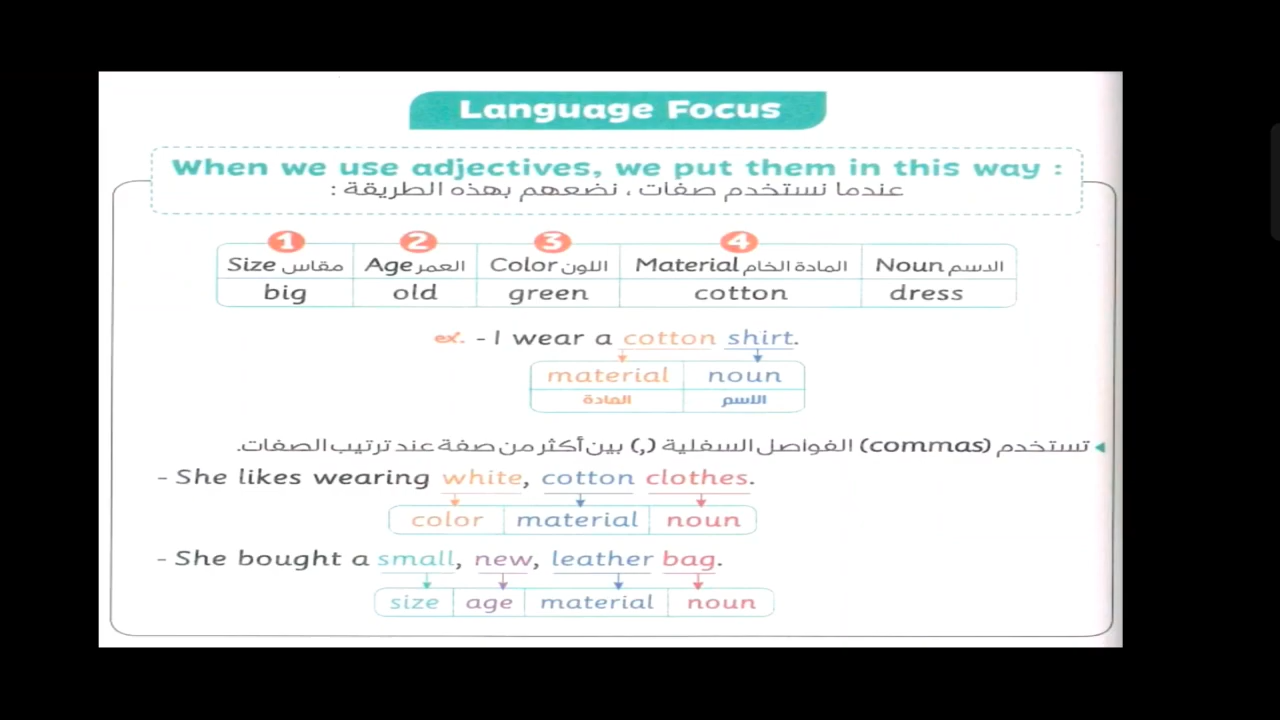 Language Focus
When we use adjectives, we put them in this way :
عندما نستخدم صفات ، نضعهم بهذه الطريقة :
1 2 3 4
Size مقاس Age العمر Color اللون Material المادة الخام Noun الاسم
big old green cotton dress
ex. - I wear a cotton shirt.
material noun
المادة الاسم
تستخدم (commas) الفواصل السفلية (,) بين أكثر من صفة عند ترتيب الصفات.
- She likes wearing white, cotton clothes.
color material noun
- She bought a small, new, leather bag.
size age material noun